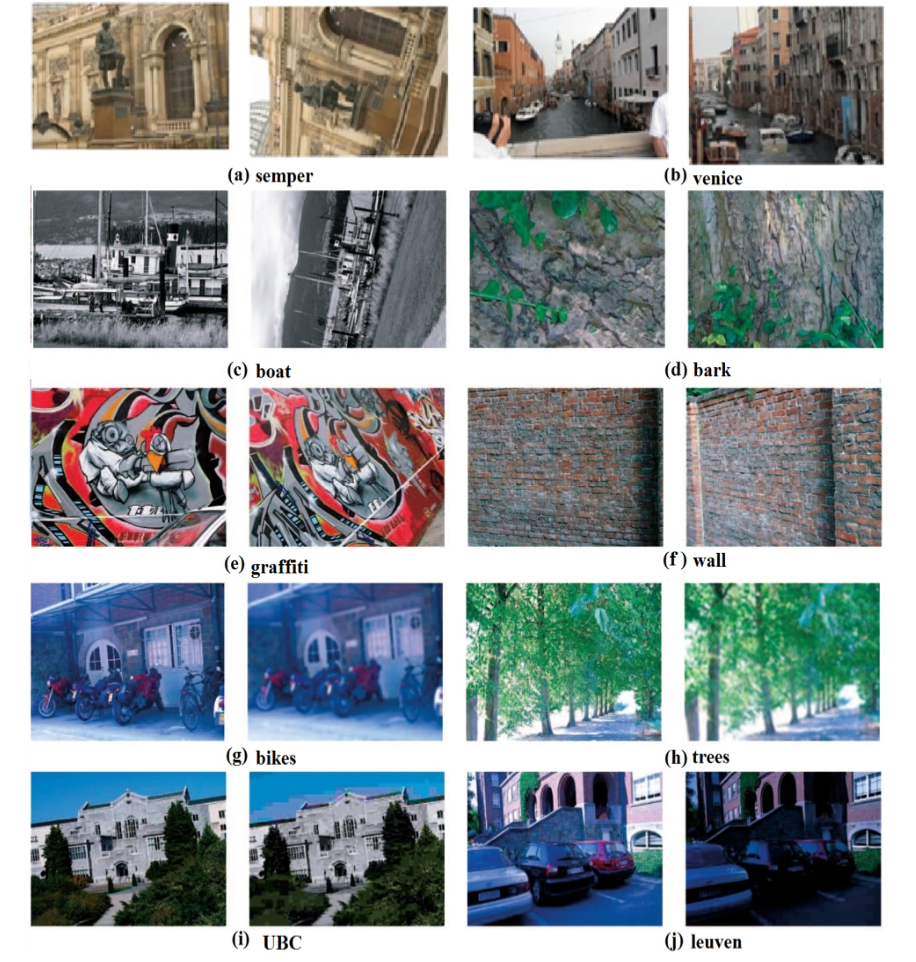 (a) semper
(b) venice
(c) boat
(d) bark
(e) graffiti
(f) wall
(g) bikes
(h) trees
(i) UBC
(j) leuven